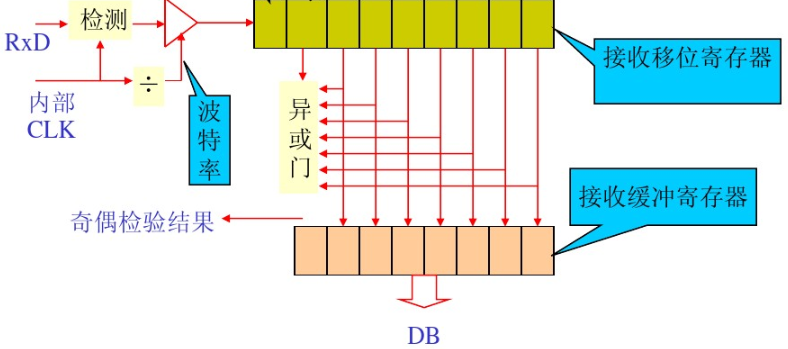 检测
RxD
接收移位寄存器
÷
内部
CLK
波
特
率
异
或
门
接收缓冲寄存器
奇偶检验结果
DB